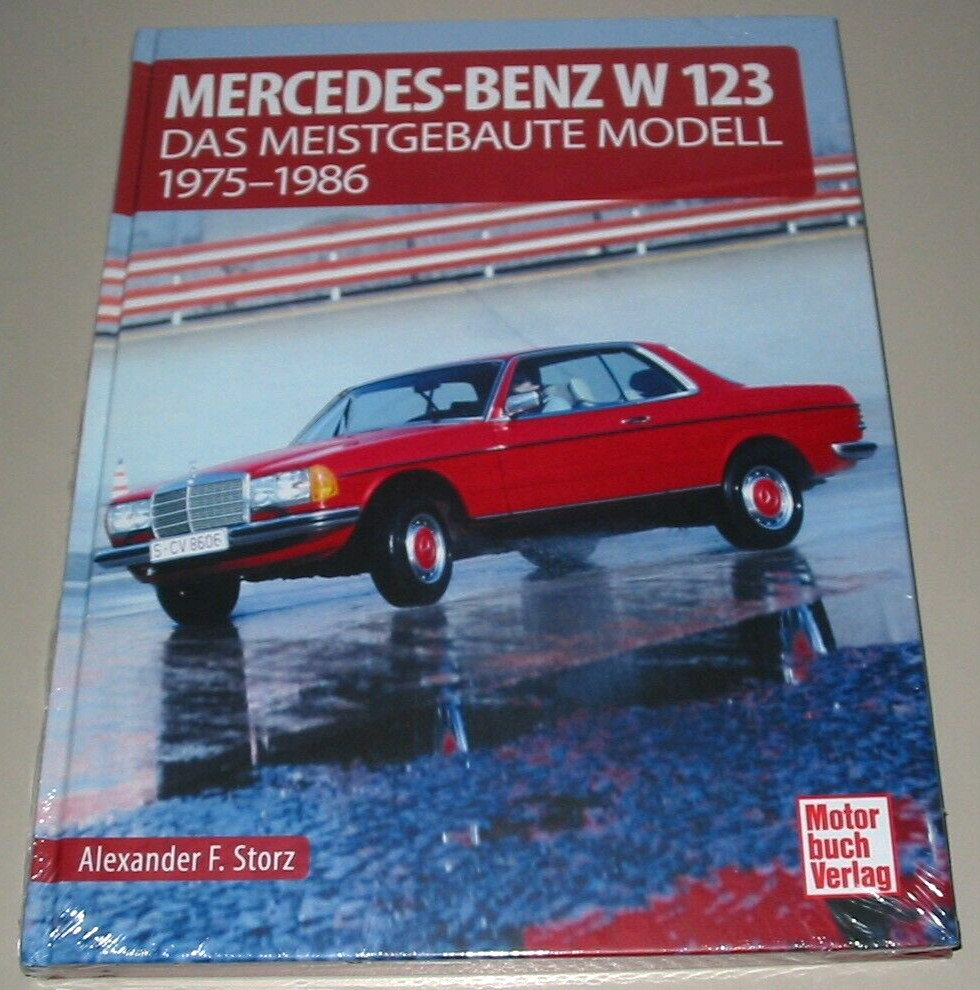 MERCEDES-BENZ W 123
DAS MEISTGEBAUTE MODELL
1975–1986
S-CV 8606
Alexander F. Storz
Motor
buch
Verlag